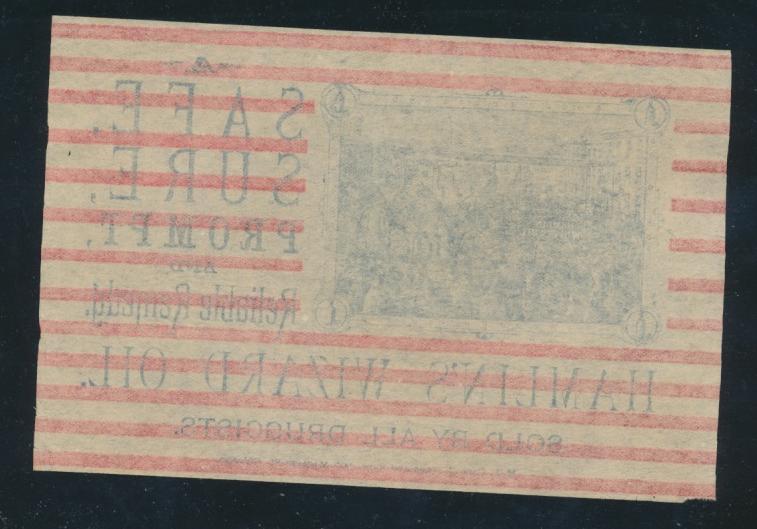 A
SAFE,
SURE,
PROMPT,
AND
Reliable Remedy.
HAMLIN'S WIZARD OIL.
SOLD BY ALL DRUGGISTS.